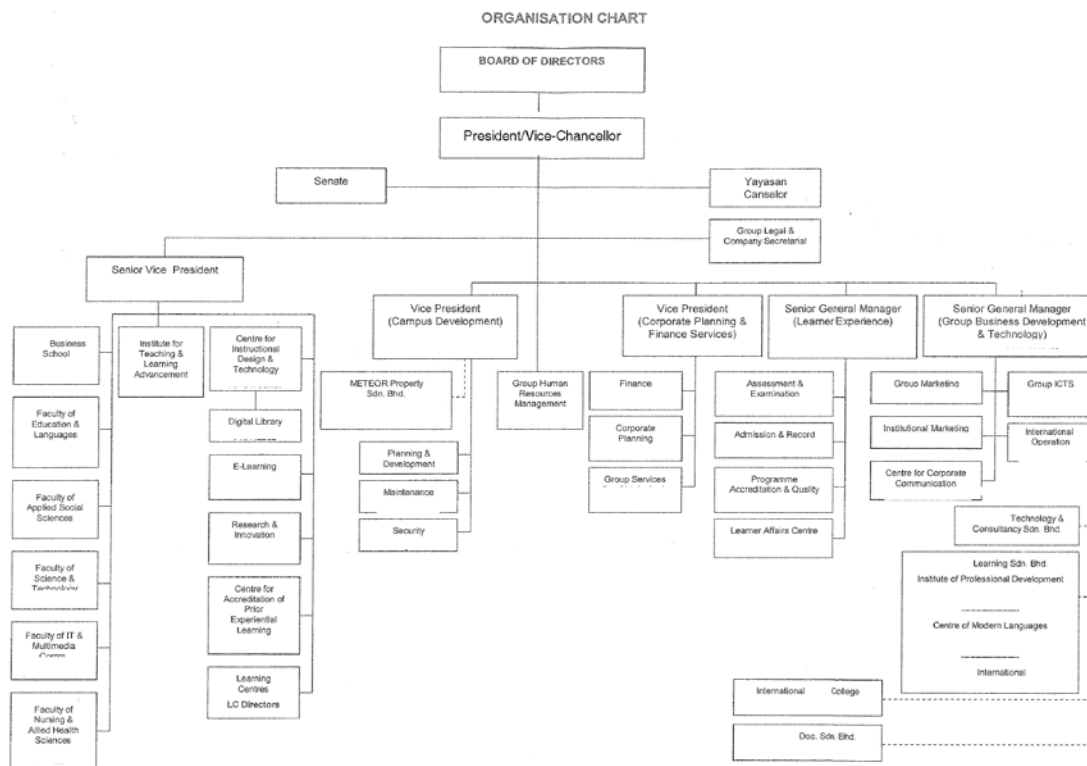 ORGANISATION CHART
BOARD OF DIRECTORS
President/Vice-Chancellor
Senate
Yayasan
Canselor
Group Legal &
Company Secretarial
Senior Vice President
Vice President
(Campus Development)
Vice President
(Corporate Planning &
Finance Services)
Senior General Manager
(Learner Experience)
Senior General Manager
(Group Business Development
& Technology)
Business
School
Faculty of
Education &
Languages
Faculty of
Applied Social
Sciences
Faculty of
Science &
Technology
Faculty of IT &
Multimedia
Comm.
Faculty of
Nursing &
Allied Health
Sciences
Institute for
Teaching &
Learning
Advancement
Centre for
Instructional
Design &
Technology
Digital Library
E-Learning
Research &
Innovation
Centre for
Accreditation of
Prior
Experiential
Learning
Learning
Centres
LC Directors
METEOR Property
Sdn. Bhd.
Planning &
Development
Maintenance
Security
Group Human
Resources
Management
Finance
Corporate
Planning
Group Services
Assessment &
Examination
Admission & Record
Programme
Accreditation & Quality
Learner Affairs Centre
Group Marketing
Institutional Marketing
Centre for Corporate
Communication
Group ICTS
International
Operation
Technology &
Consultancy Sdn. Bhd.
Learning Sdn. Bhd.
Institute of Professional Development
Centre of Modern Languages
International
International College
Doc. Sdn. Bhd.